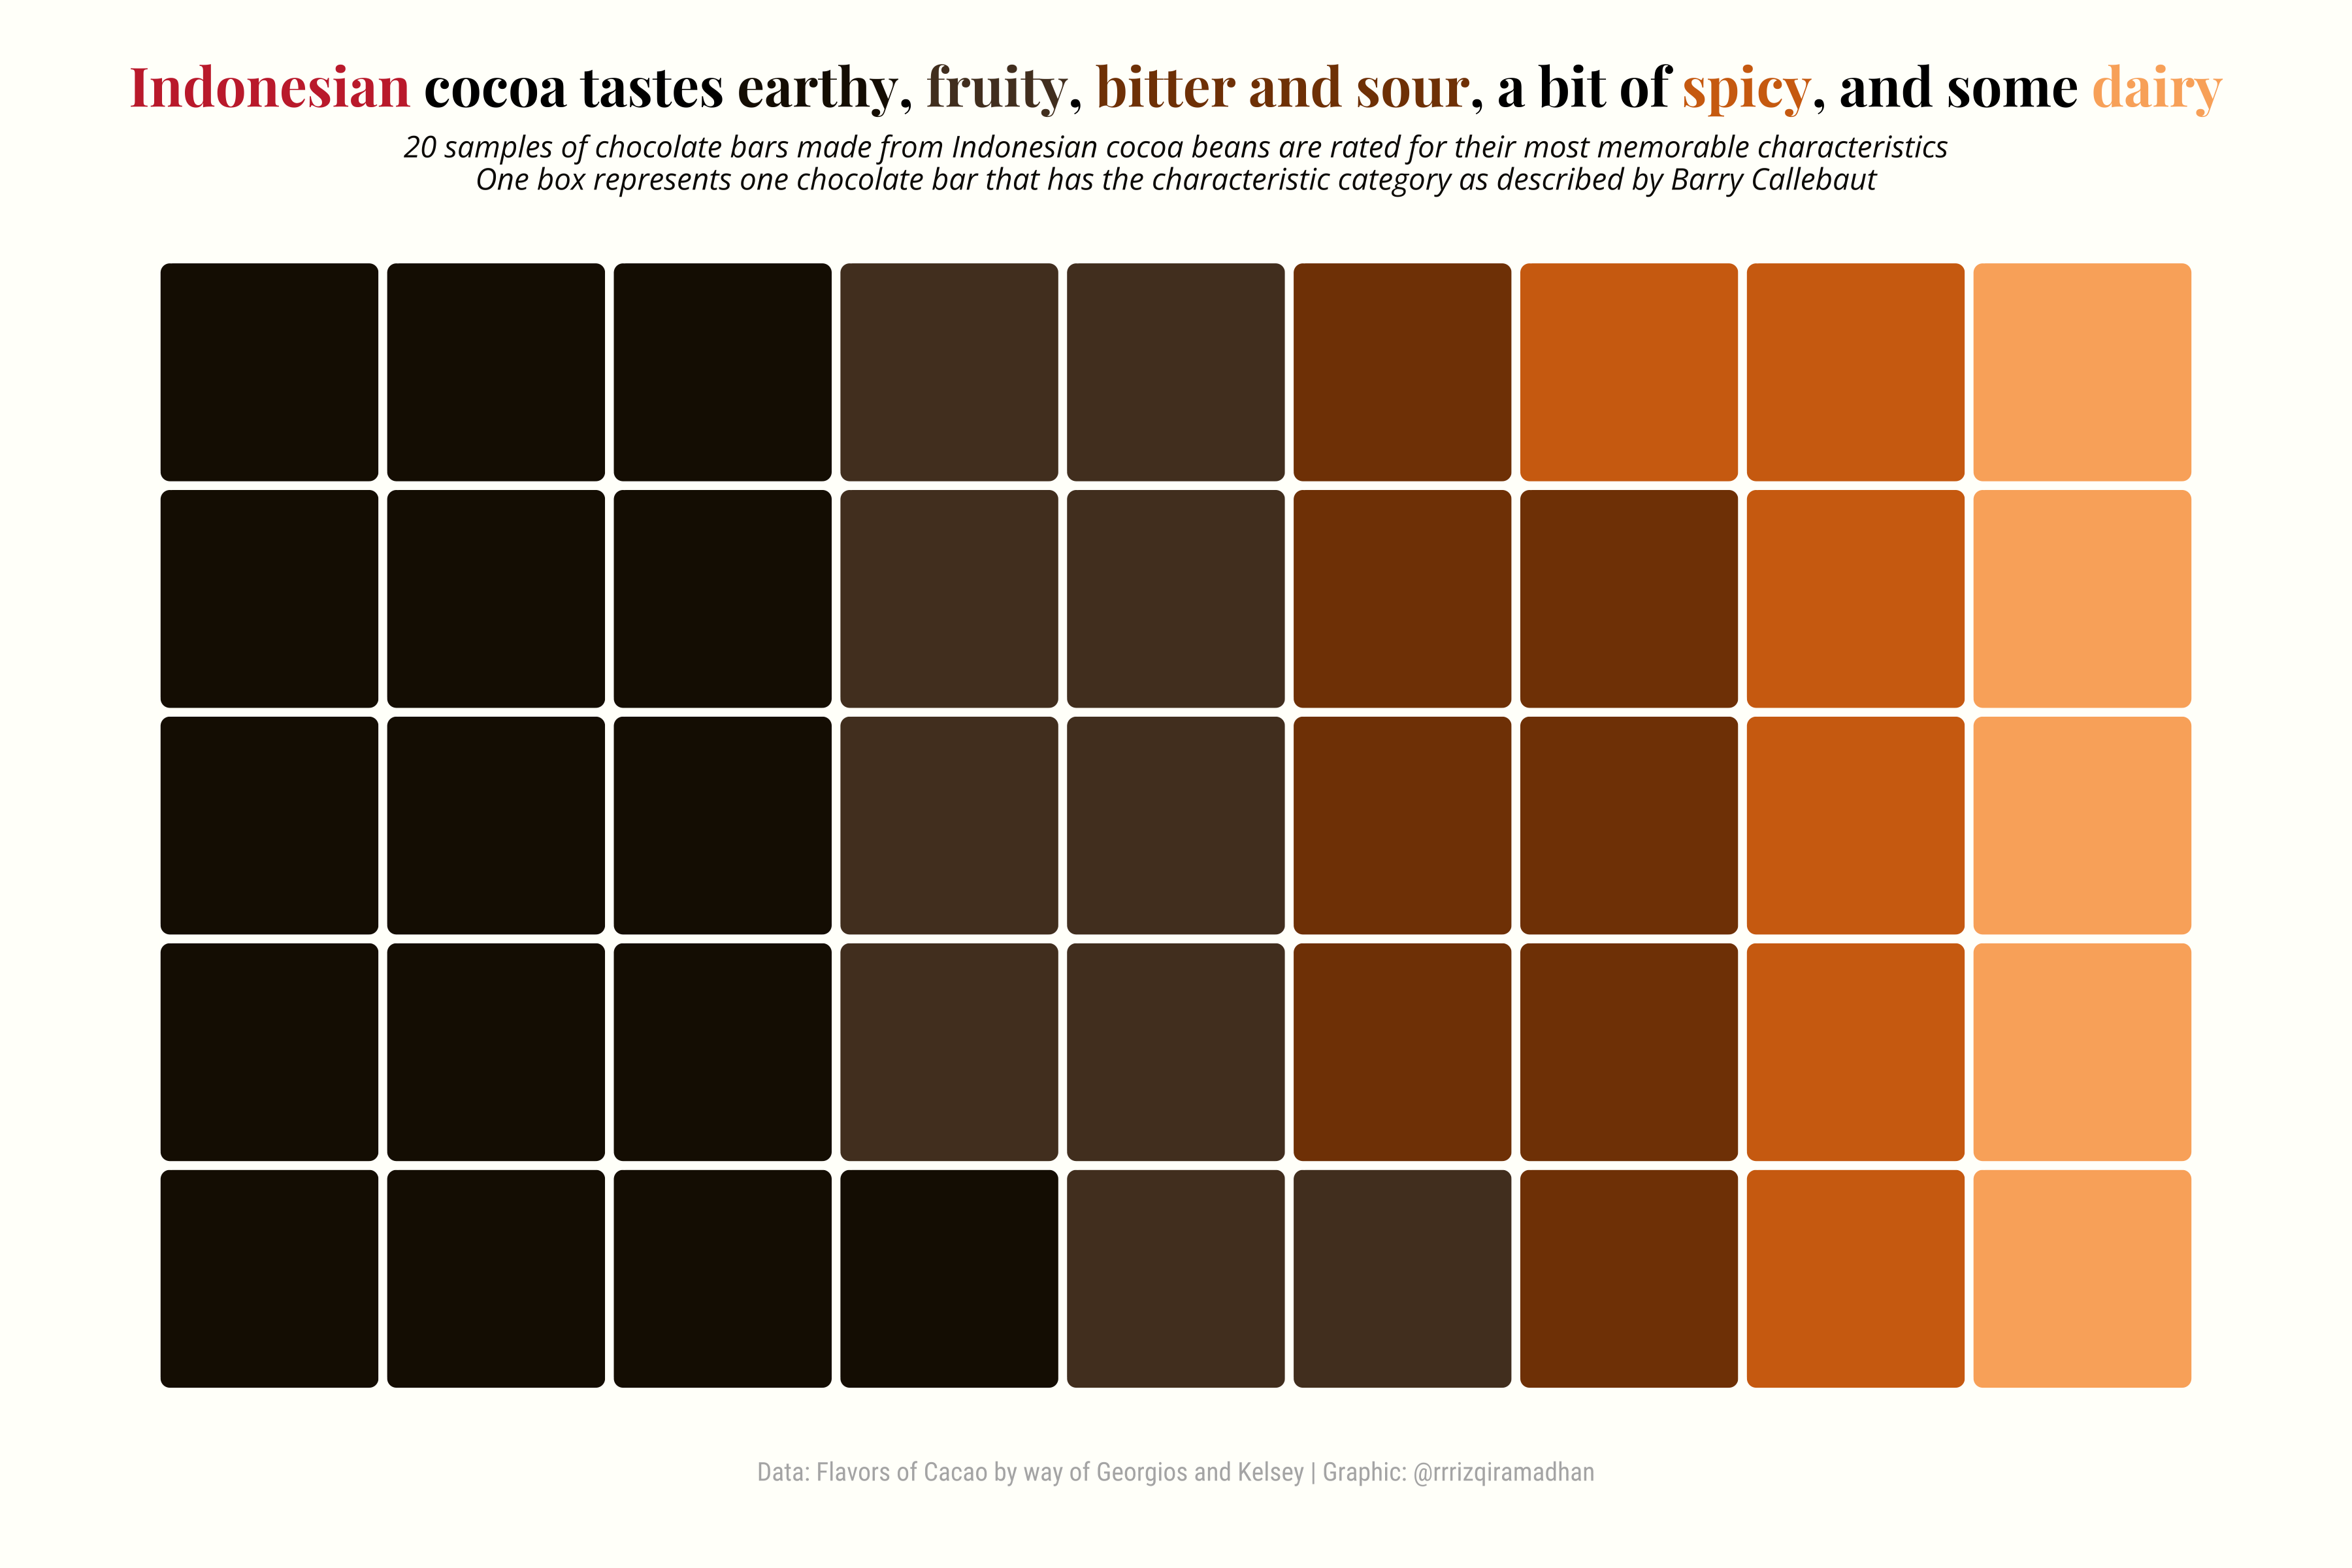 Indonesian cocoa tastes earthy, fruity, bitter and sour, a bit of spicy, and some dairy
20 samples of chocolate bars made from Indonesian cocoa beans are rated for their most memorable characteristics
One box represents one chocolate bar that has the characteristic category as described by Barry Callebaut
Data: Flavors of Cacao by way of Georgios and Kelsey | Graphic: @rrrizqiramadhan